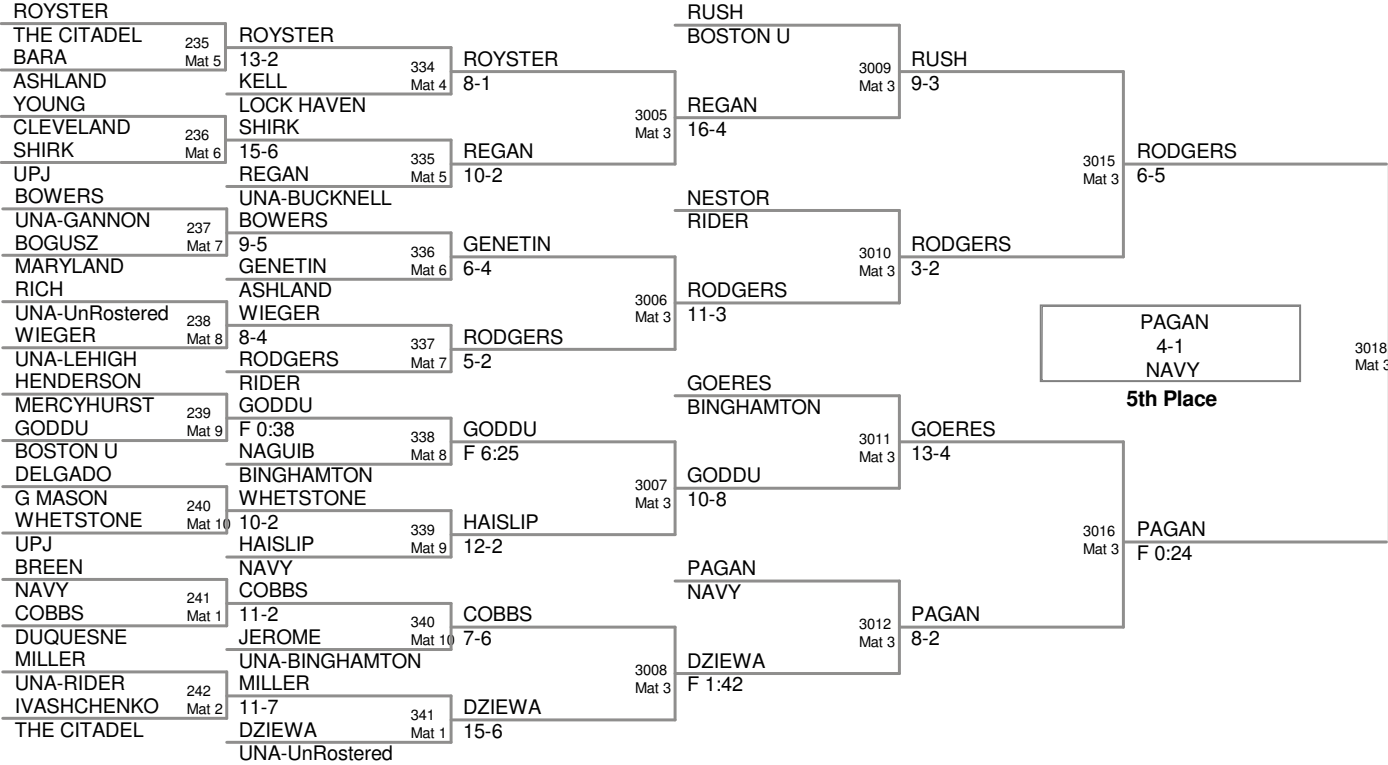 ROYSTER
THE CITADEL
235
Mat 5
BARA
ASHLAND
YOUNG
CLEVELAND
236
Mat 6
SHIRK
UPJ
BOWERS
UNA-GANNON
237
Mat 7
BOGUSZ
MARYLAND
RICH
UNA-UnRostered
238
Mat 8
WIEGER
UNA-LEHIGH
HENDERSON
MERCYHURST
239
Mat 9
GODDU
BOSTON U
DELGADO
G MASON
240
Mat 10
WHETSTONE
UPJ
BREEN
NAVY
241
Mat 1
COBBS
DUQUESNE
MILLER
UNA-RIDER
242
Mat 2
IVASHCHENKO
THE CITADEL
ROYSTER
13-2
334
Mat 4
KELL
LOCK HAVEN
SHIRK
15-6
335
Mat 5
REGAN
UNA-BUCKNELL
BOWERS
9-5
336
Mat 6
GENETIN
ASHLAND
WIEGER
8-4
337
Mat 7
RODGERS
RIDER
GODDU
F 0:38
338
Mat 8
NAGUIB
BINGHAMTON
WHETSTONE
10-2
339
Mat 9
HAISLIP
NAVY
COBBS
11-2
340
Mat 10
JEROME
UNA-BINGHAMTON
MILLER
11-7
341
Mat 1
DZIEWA
UNA-UnRostered
ROYSTER
8-1
3005
Mat 3
REGAN
10-2
GENETIN
6-4
3006
Mat 3
RODGERS
5-2
GODDU
F 6:25
3007
Mat 3
HAISLIP
12-2
COBBS
7-6
3008
Mat 3
DZIEWA
15-6
RUSH
BOSTON U
3009
Mat 3
REGAN
16-4
NESTOR
RIDER
3010
Mat 3
RODGERS
11-3
GOERES
BINGHAMTON
3011
Mat 3
GODDU
10-8
PAGAN
NAVY
3012
Mat 3
DZIEWA
F 1:42
RUSH
9-3
3015
Mat 3
RODGERS
3-2
GOERES
13-4
3016
Mat 3
PAGAN
8-2
RODGERS
6-5
3018
Mat 3
PAGAN
F 0:24
PAGAN
4-1
NAVY
5th Place